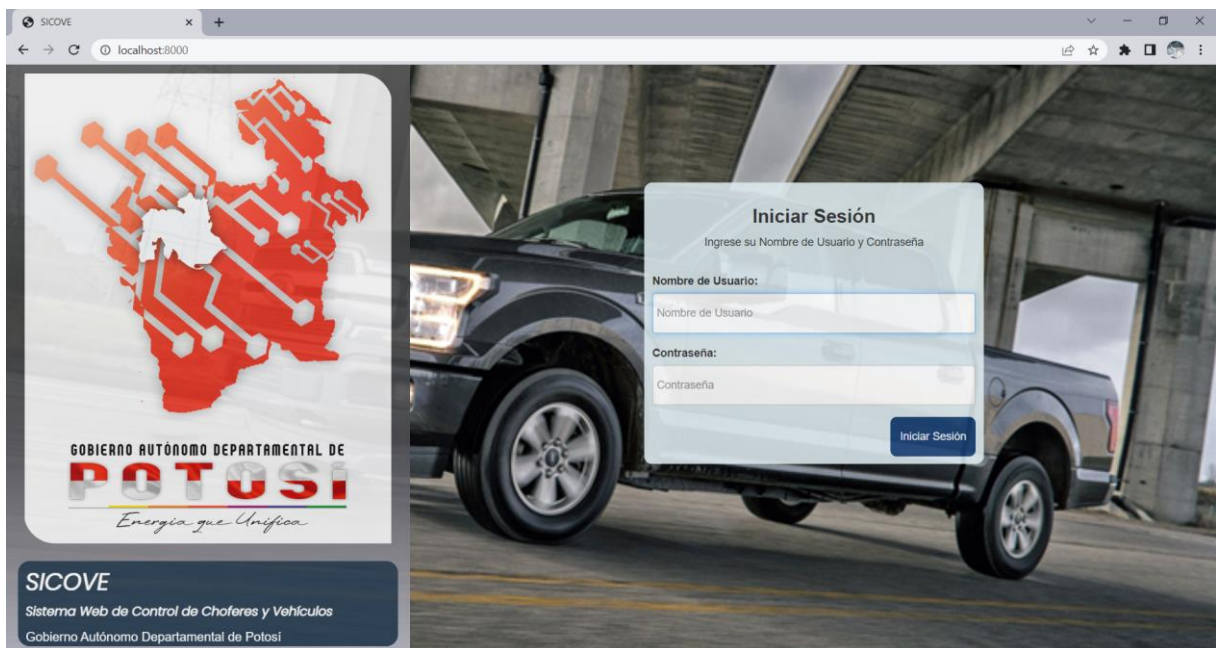 SICOVE
localhost:8000
GOBIERNO AUTÓNOMO DEPARTAMENTAL DE
POTOSÍ
Energía que Unifica
SICOVE
Sistema Web de Control de Choferes y Vehículos
Gobierno Autónomo Departamental de Potosí
Iniciar Sesión
Ingrese su Nombre de Usuario y Contraseña
Nombre de Usuario:
Nombre de Usuario
Contraseña:
Contraseña
Iniciar Sesión